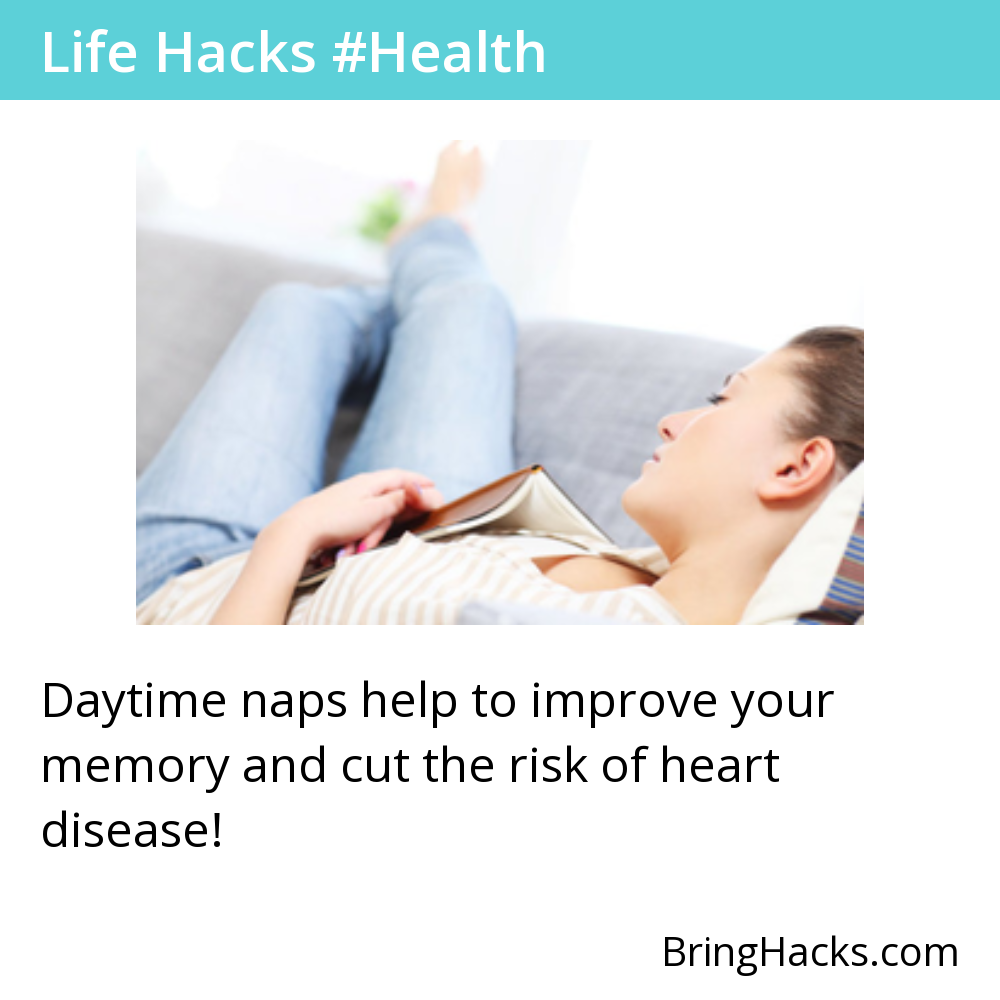 Life Hacks #Health
Daytime naps help to improve your
memory and cut the risk of heart
disease!
BringHacks.com